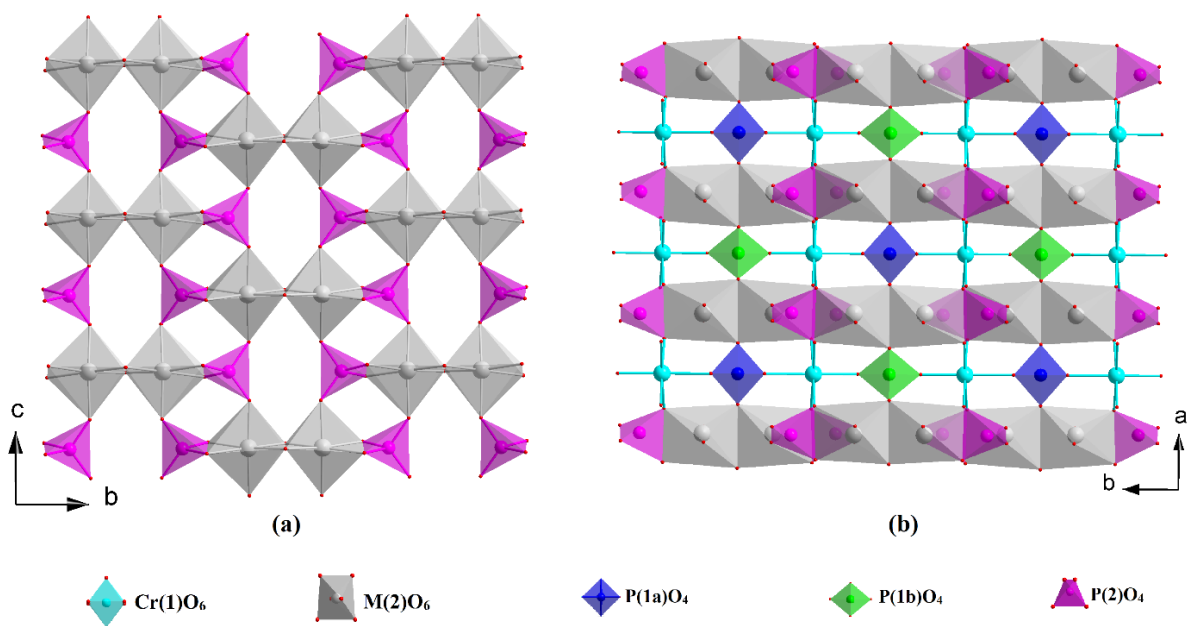 c
b
(a)
a
b
(b)
Cr(1)O₆
M(2)O₆
P(1a)O₄
P(1b)O₄
P(2)O₄